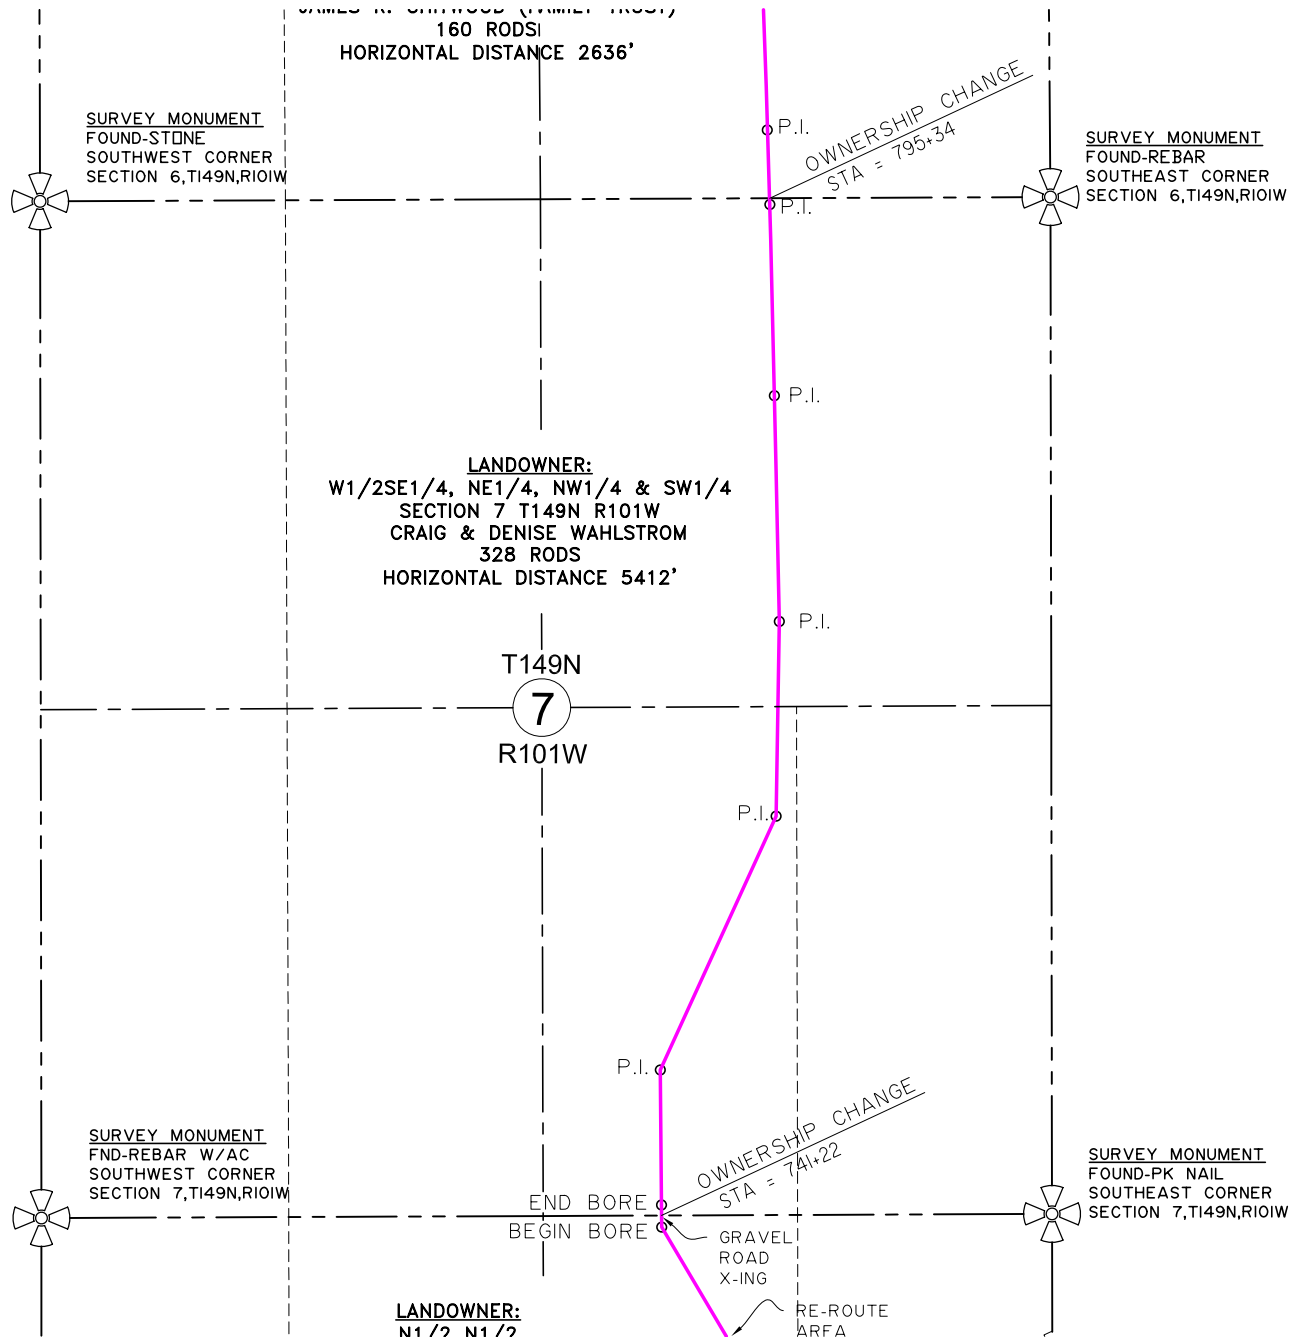 160 RODS
HORIZONTAL DISTANCE 2636'
OWNERSHIP CHANGE
STA = 795+34
P.I.
P.I.
SURVEY MONUMENT
FOUND-STONE
SOUTHWEST CORNER
SECTION 6,T149N,R101W
SURVEY MONUMENT
FOUND-REBAR
SOUTHEAST CORNER
SECTION 6,T149N,R101W
P.I.
LANDOWNER:
W1/2SE1/4, NE1/4, NW1/4 & SW1/4
SECTION 7 T149N R101W
CRAIG & DENISE WAHLSTROM
328 RODS
HORIZONTAL DISTANCE 5412'
P.I.
T149N
7
R101W
P.I.
P.I.
OWNERSHIP CHANGE
STA = 741+22
SURVEY MONUMENT
FND-REBAR W/AC
SOUTHWEST CORNER
SECTION 7,T149N,R101W
SURVEY MONUMENT
FOUND-PK NAIL
SOUTHEAST CORNER
SECTION 7,T149N,R101W
END BORE
BEGIN BORE
GRAVEL
ROAD
X-ING
RE-ROUTE
AREA
LANDOWNER:
N1/2 N1/2